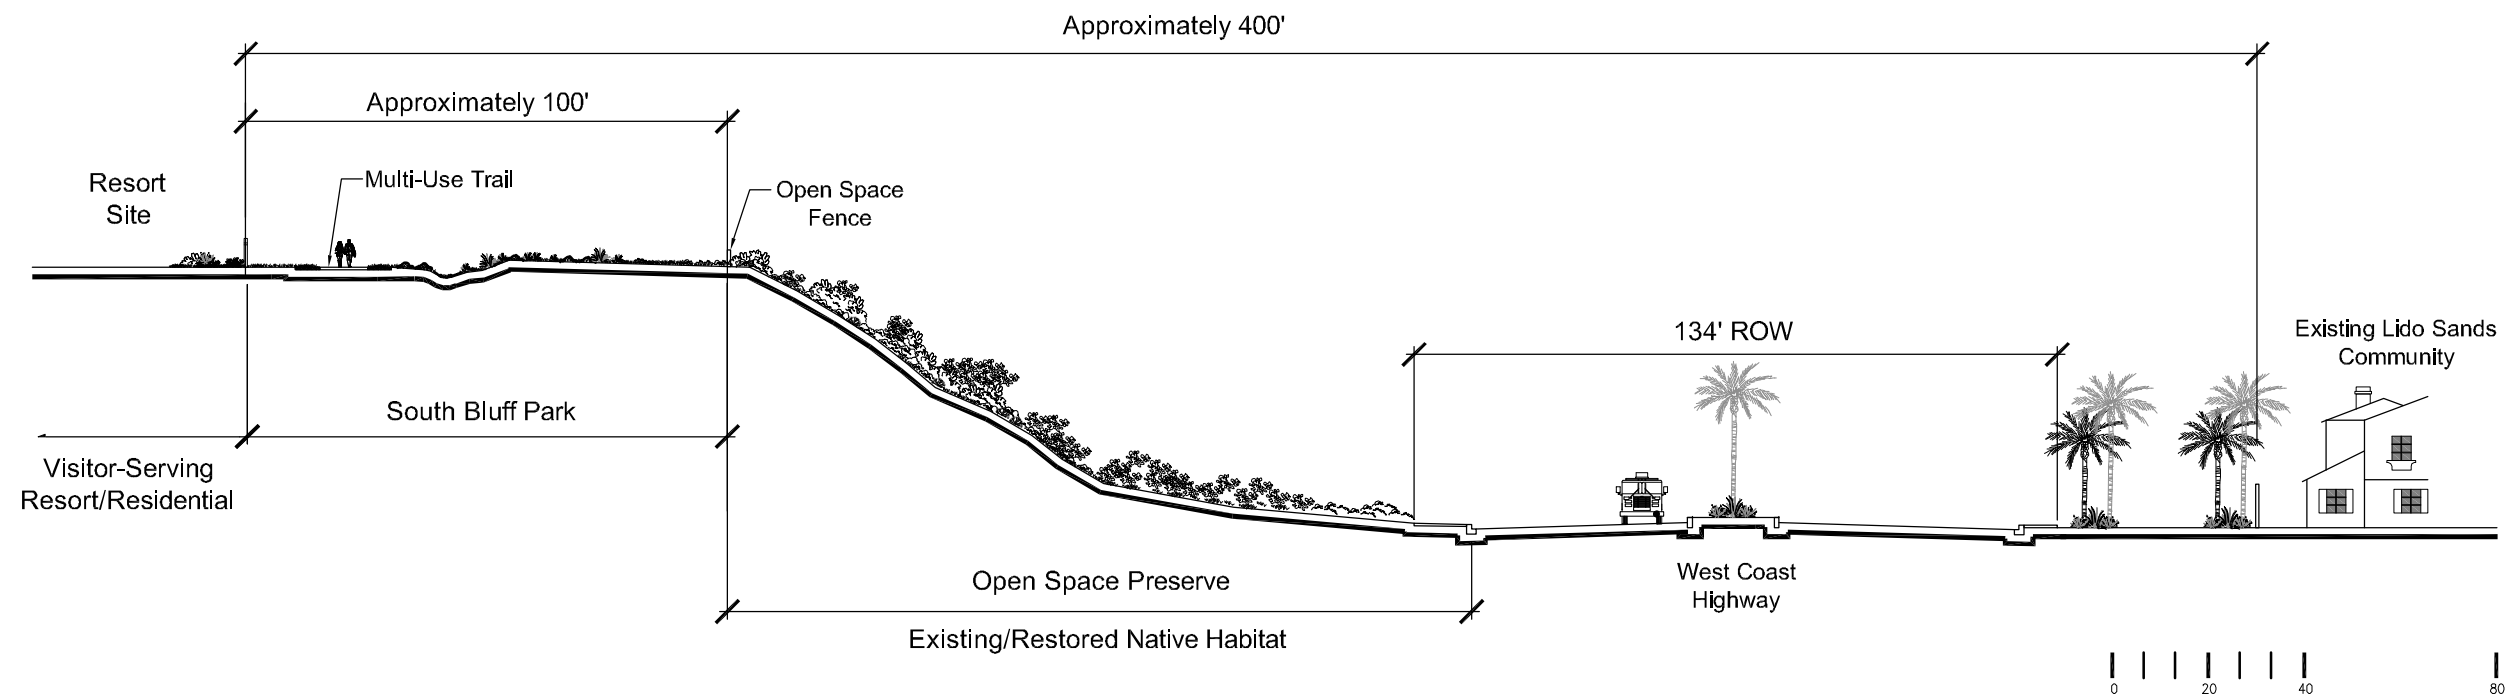 Approximately 400'
Approximately 100'
Resort
Site
Multi-Use Trail
Open Space
Fence
134' ROW
Existing Lido Sands
Community
South Bluff Park
Visitor-Serving
Resort/Residential
Open Space Preserve
West Coast
Highway
Existing/Restored Native Habitat
0 20 40 80